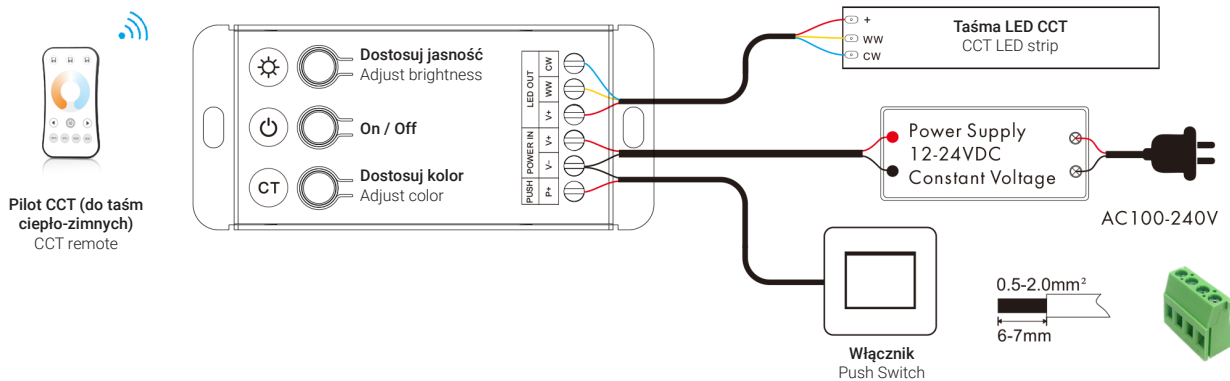 Pilot CCT (do taśm
ciepło-zimnych)
CCT remote
Dostosuj jasność
Adjust brightness
On / Off
CT
Dostosuj kolor
Adjust color
LED OUT
CW
WW
V+
POWER IN
V+
V−
PUSH
P+
+
WW
CW
Taśma LED CCT
CCT LED strip
Power Supply
12-24VDC
Constant Voltage
AC100-240V
Włącznik
Push Switch
0.5-2.0mm²
6-7mm